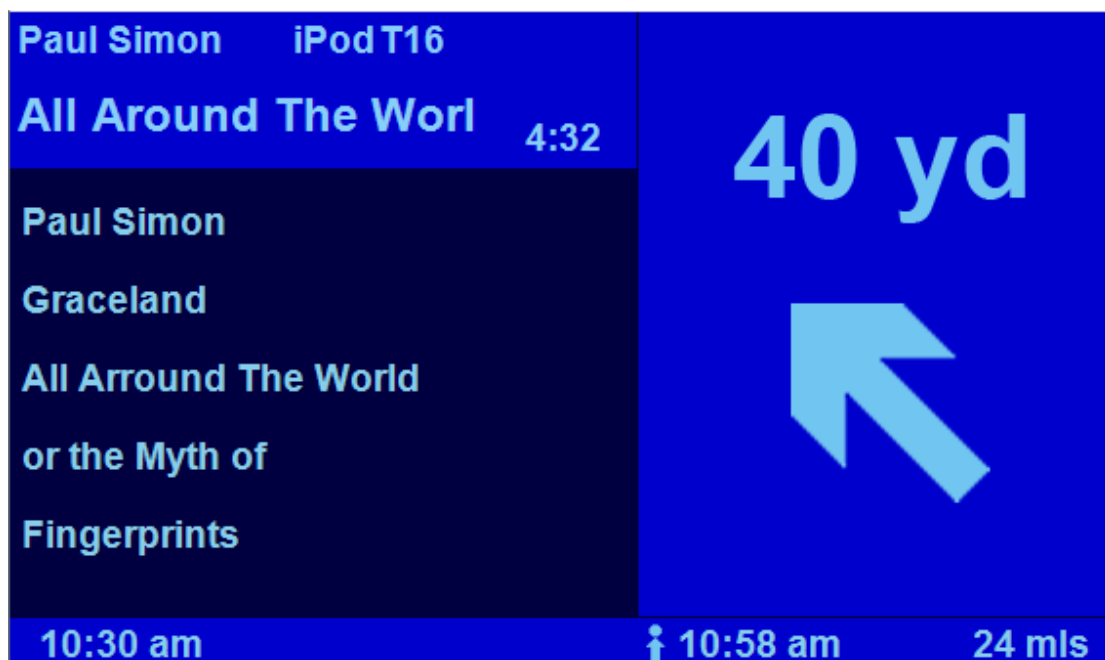 Paul Simon iPod T16
All Around The Worl 4:32
40 yd
Paul Simon
Graceland
All Arround The World
or the Myth of
Fingerprints
10:30 am 10:58 am 24 mls